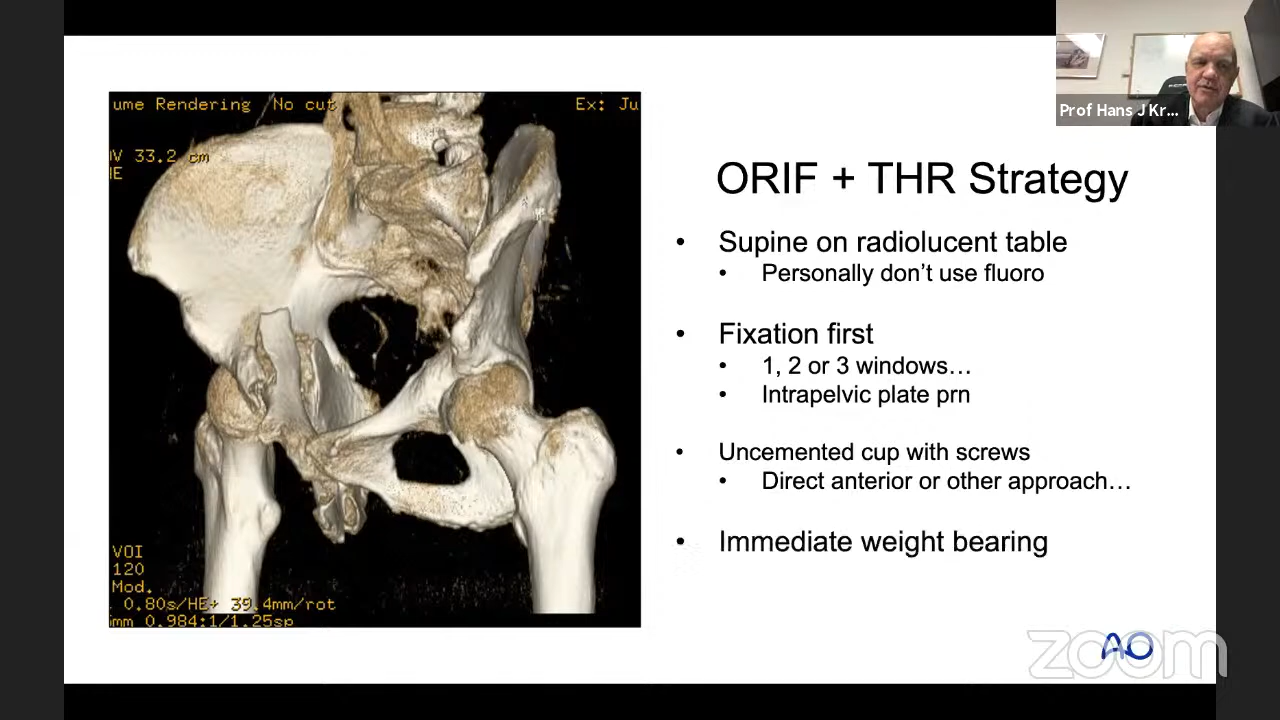 ume Rendering No cut
Ex: Ju
33.2 cm
Prof Hans J Kr...
ORIF + THR Strategy
• Supine on radiolucent table
• Personally don't use fluoro
• Fixation first
• 1, 2 or 3 windows…
• Intrapelvic plate prn
• Uncemented cup with screws
• Direct anterior or other approach…
• Immediate weight bearing
VOI
120
Mod.
0.80s/HE+ 39.4mm/rot
mm 0.984:1/1.25sp
AO
zoom